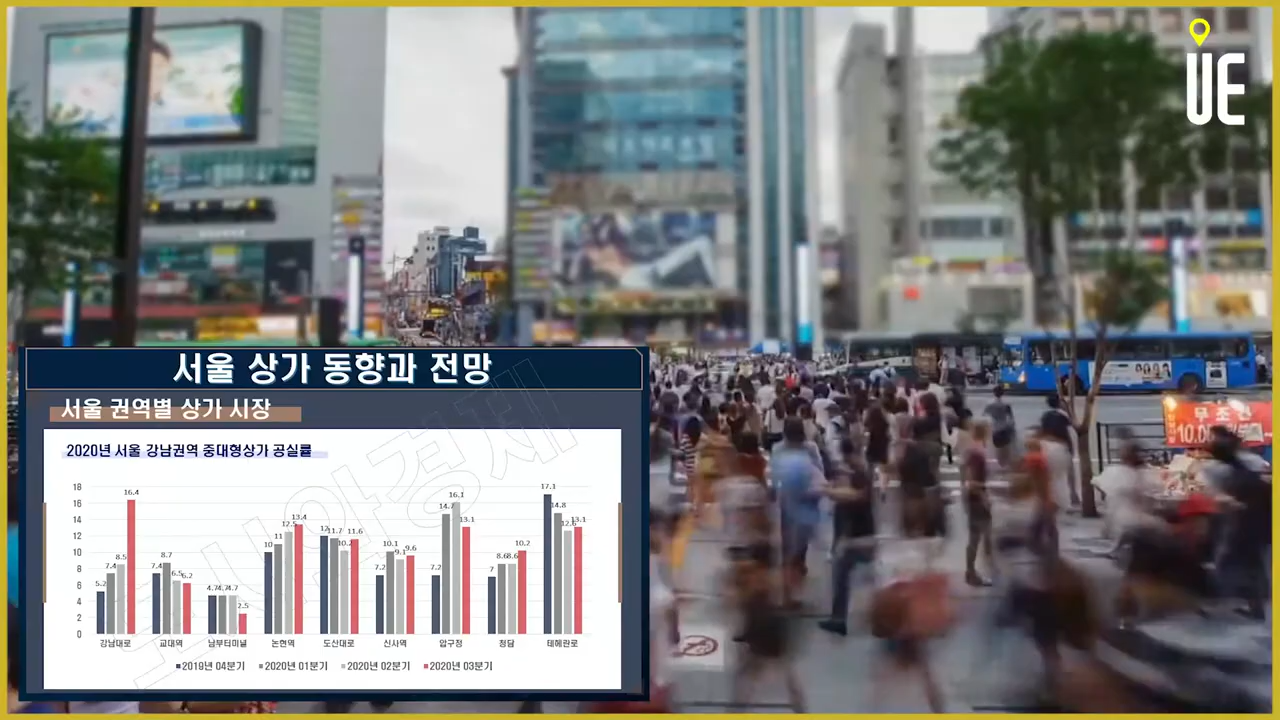 UE
서울 상가 동향과 전망
서울 권역별 상가 시장
2020년 서울 강남권역 중대형상가 공실률
18
16
14
12
10
8
6
4
2
0
5.2 7.4 8.5 16.4
7.4 8.7 6.5 6.2
4.7 4.7 4.7 2.5
10 11 12.5 13.4
12 11.7 10.2 11.6
7.2 10.1 9.1 9.6
7.2 14.7 16.1 13.1
7 8.6 8.6 10.2
17.1 14.8 12.6 13.1
강남대로 교대역 남부터미널 논현역 도산대로 신사역 압구정 청담 테헤란로
2019년 04분기 2020년 01분기 2020년 02분기 2020년 03분기
도시와경제
무조건